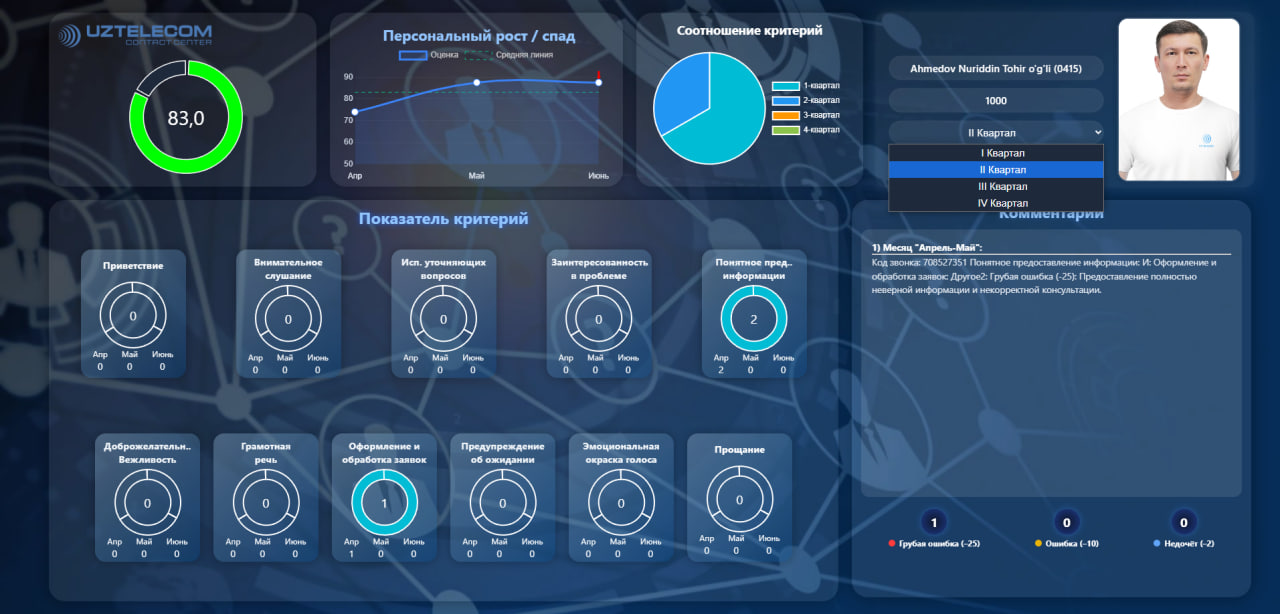 UZTELECOM
CONTACT CENTER
83,0
Персональный рост / спад
Оценка
Средняя линия
90
80
70
60
50
Апр
Май
Июнь
Соотношение критерий
1-квартал
2-квартал
3-квартал
4-квартал
Ahmedov Nuriddin Tohir o'g'li (0415)
1000
II Квартал
I Квартал
II Квартал
III Квартал
IV Квартал
Показатель критерий
Приветствие
0
Апр Май Июнь
0 0 0
Внимательное
слушание
0
Апр Май Июнь
0 0 0
Исп. уточняющих
вопросов
0
Апр Май Июнь
0 0 0
Заинтересованность
в проблеме
0
Апр Май Июнь
0 0 0
Понятное пред..
информации
2
Апр Май Июнь
2 0 0
Доброжелательн..
Вежливость
0
Апр Май Июнь
0 0 0
Грамотная
речь
0
Апр Май Июнь
0 0 0
Оформление и
обработка заявок
1
Апр Май Июнь
1 0 0
Предупреждение
об ожидании
0
Апр Май Июнь
0 0 0
Эмоциональная
окраска голоса
0
Апр Май Июнь
0 0 0
Прощание
0
Апр Май Июнь
0 0 0
Комментарии
1) Месяц "Апрель-Май":
Код звонка: 708527351 Понятное предоставление информации: И: Оформление и
обработка заявок: Другое2: Грубая ошибка (-25): Предоставление полностью
неверной информации и некорректной консультации.
1
Грубая ошибка (-25)
0
Ошибка (-10)
0
Недочёт (-2)